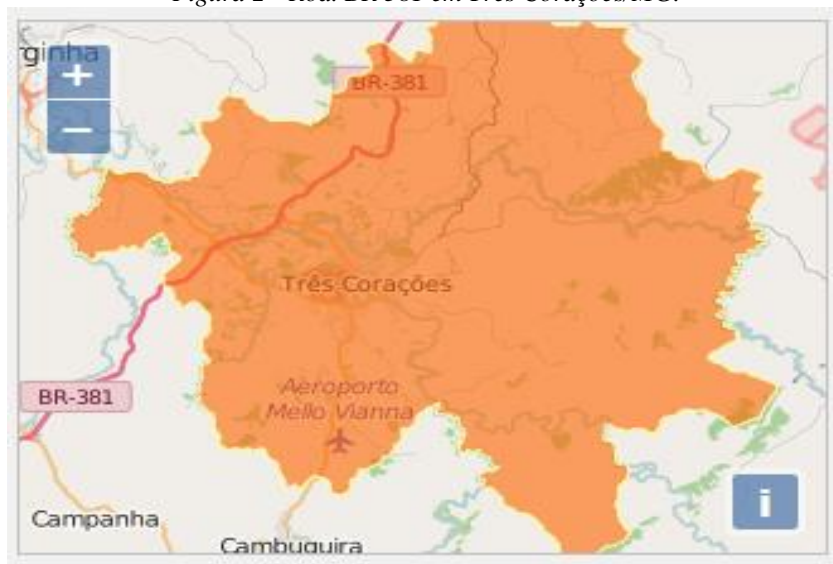 ginha
+
BR-381
−
Três Corações
Aeroporto
Mello Vianna
BR-381
i
Campanha
Cambuquira